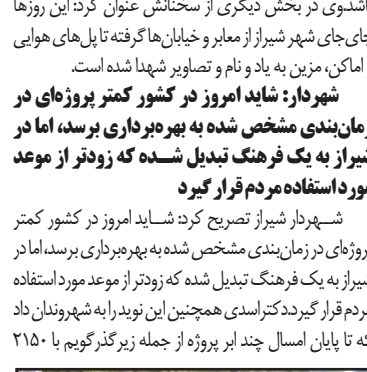 باشد.وی در بخش دیگری از سخنانش عنوان کرد: این روزها
جای‌جای شهر شیراز از معابر و خیابان‌ها گرفته تا پل‌های هوایی
و اماکن، مزین به یاد و نام و تصاویر شهدا شده است.
شهردار: شاید امروز در کشور کمتر پروژه‌ای در
زمان‌بندی مشخص شده به بهره‌برداری برسد، اما در
شیراز به یک فرهنگ تبدیل شده که زودتر از موعد
مورد استفاده مردم قرار گیرد
شهردار شیراز تصریح کرد: شاید امروز در کشور کمتر
پروژه‌ای در زمان‌بندی مشخص شده به بهره‌برداری برسد، اما در
شیراز به یک فرهنگ تبدیل شده که زودتر از موعد مورد استفاده
مردم قرار گیرد.دکتر اسدی همچنین این نوید را به شهروندان داد
که تا پایان امسال چند ابر پروژه از جمله زیرگذر گویم با ۲۱۵۰